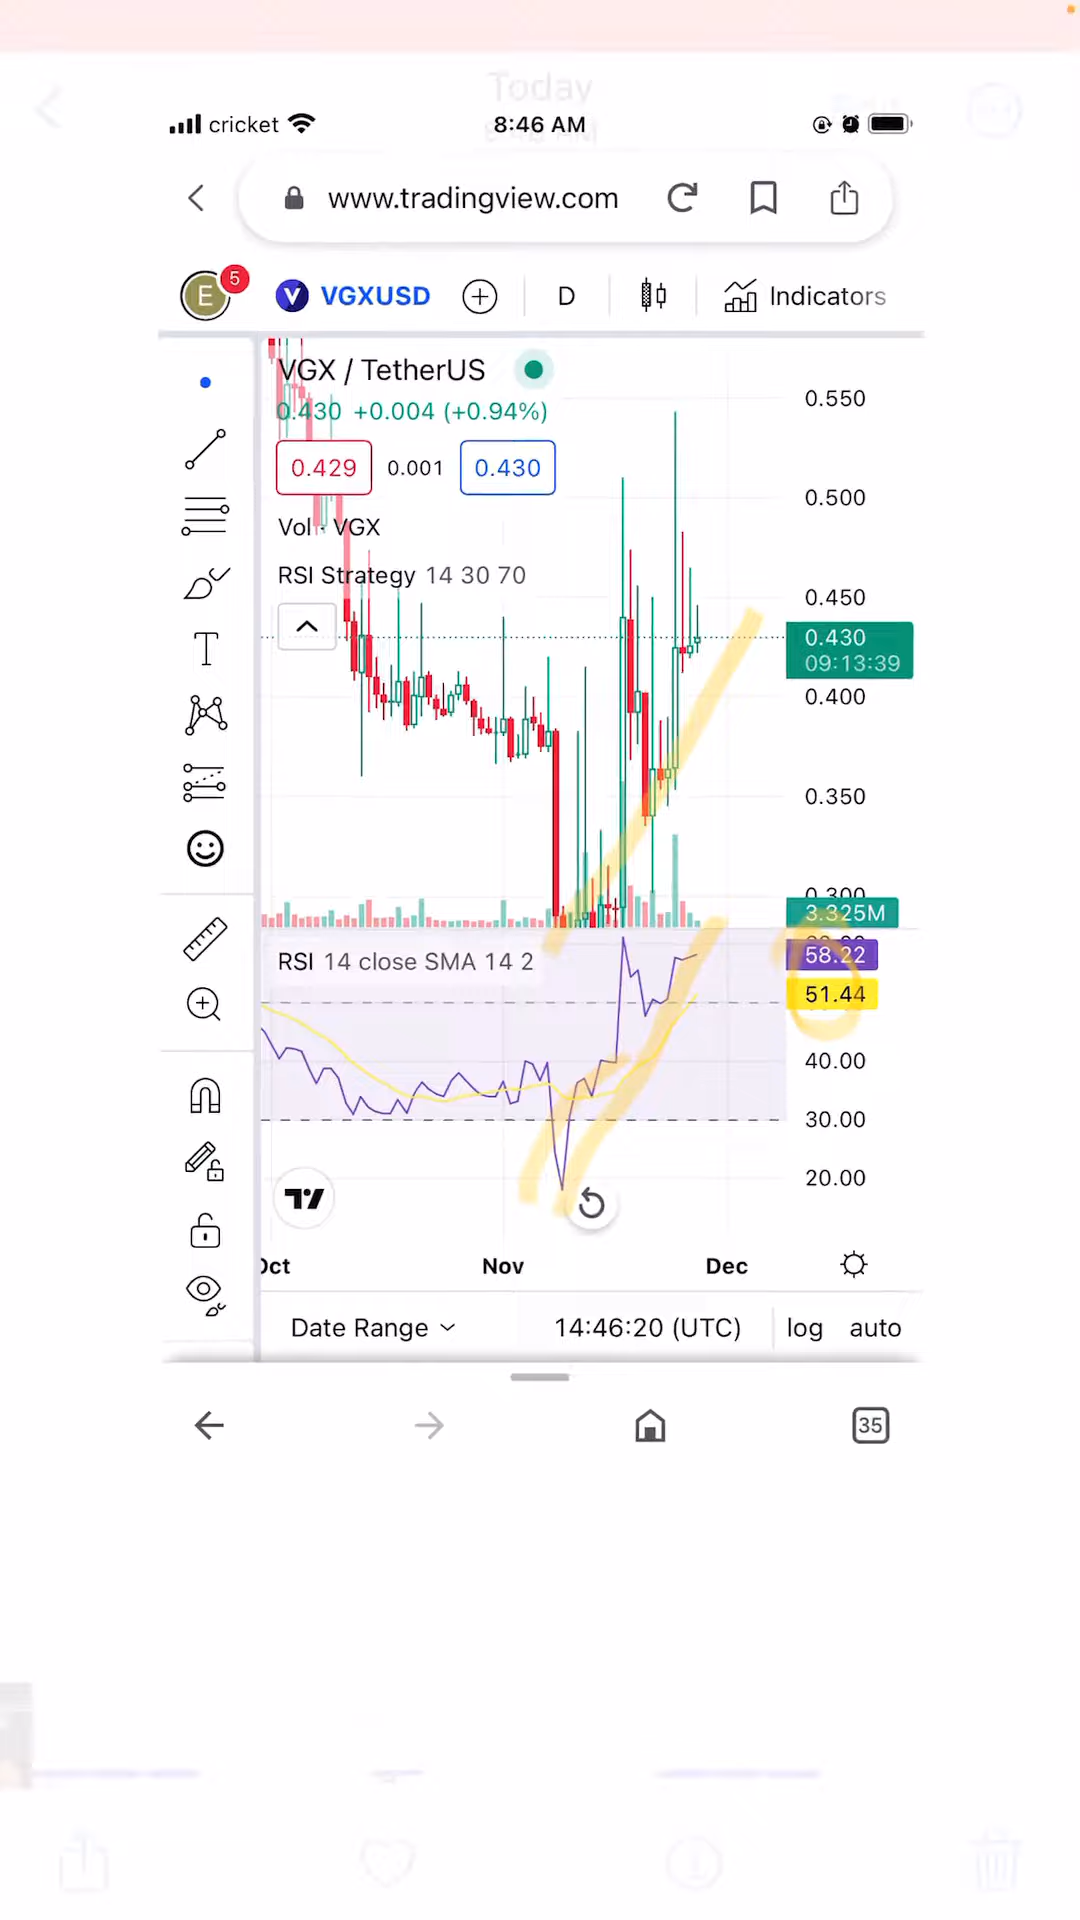 Today
cricket 8:46 AM
www.tradingview.com
E 5 VGXUSD D Indicators
VGX / TetherUS
0.430 +0.004 (+0.94%)
0.429 0.001 0.430
Vol · VGX
RSI Strategy 14 30 70
0.550
0.500
0.450
0.430
09:13:39
0.400
0.350
0.300
3.325M
RSI 14 close SMA 14 2
58.22
51.44
40.00
30.00
20.00
Oct Nov Dec
Date Range 14:46:20 (UTC) log auto
35